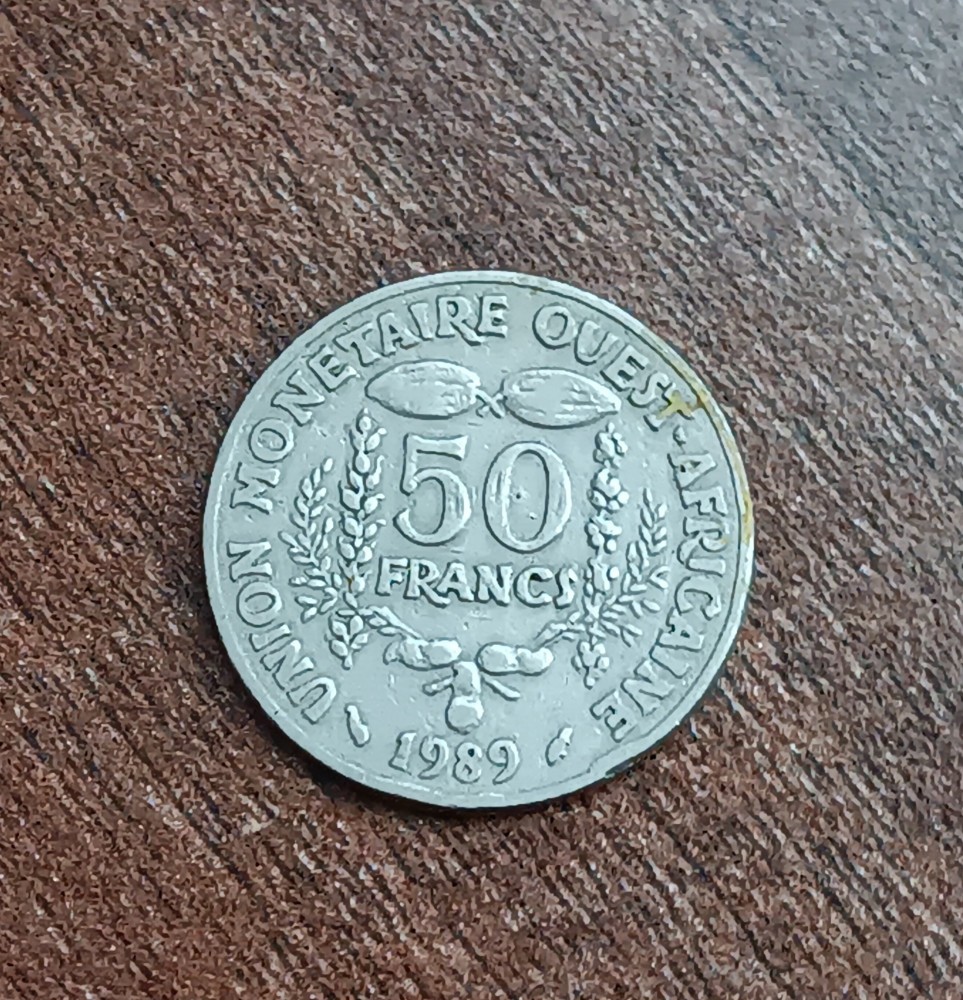 UNION MONETAIRE OUEST-AFRICAINE
50
FRANCS
1989